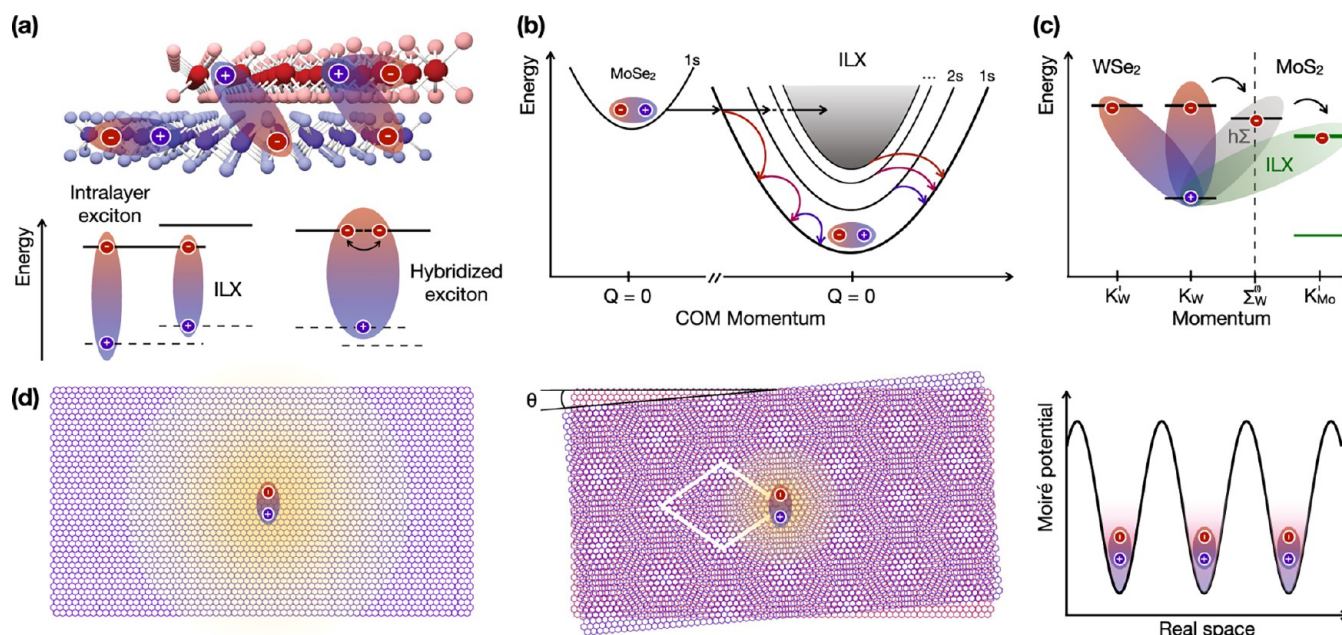 (a)
Intralayer
exciton
Energy
ILX
Hybridized
exciton
(b)
Energy
MoSe2
1s
ILX
... 2s 1s
Q = 0
Q = 0
COM Momentum
(c)
Energy
WSe2
MoS2
hΣ
ILX
K'W
KW
K'Mo
Momentum
(d)
θ
Moiré potential
Real space